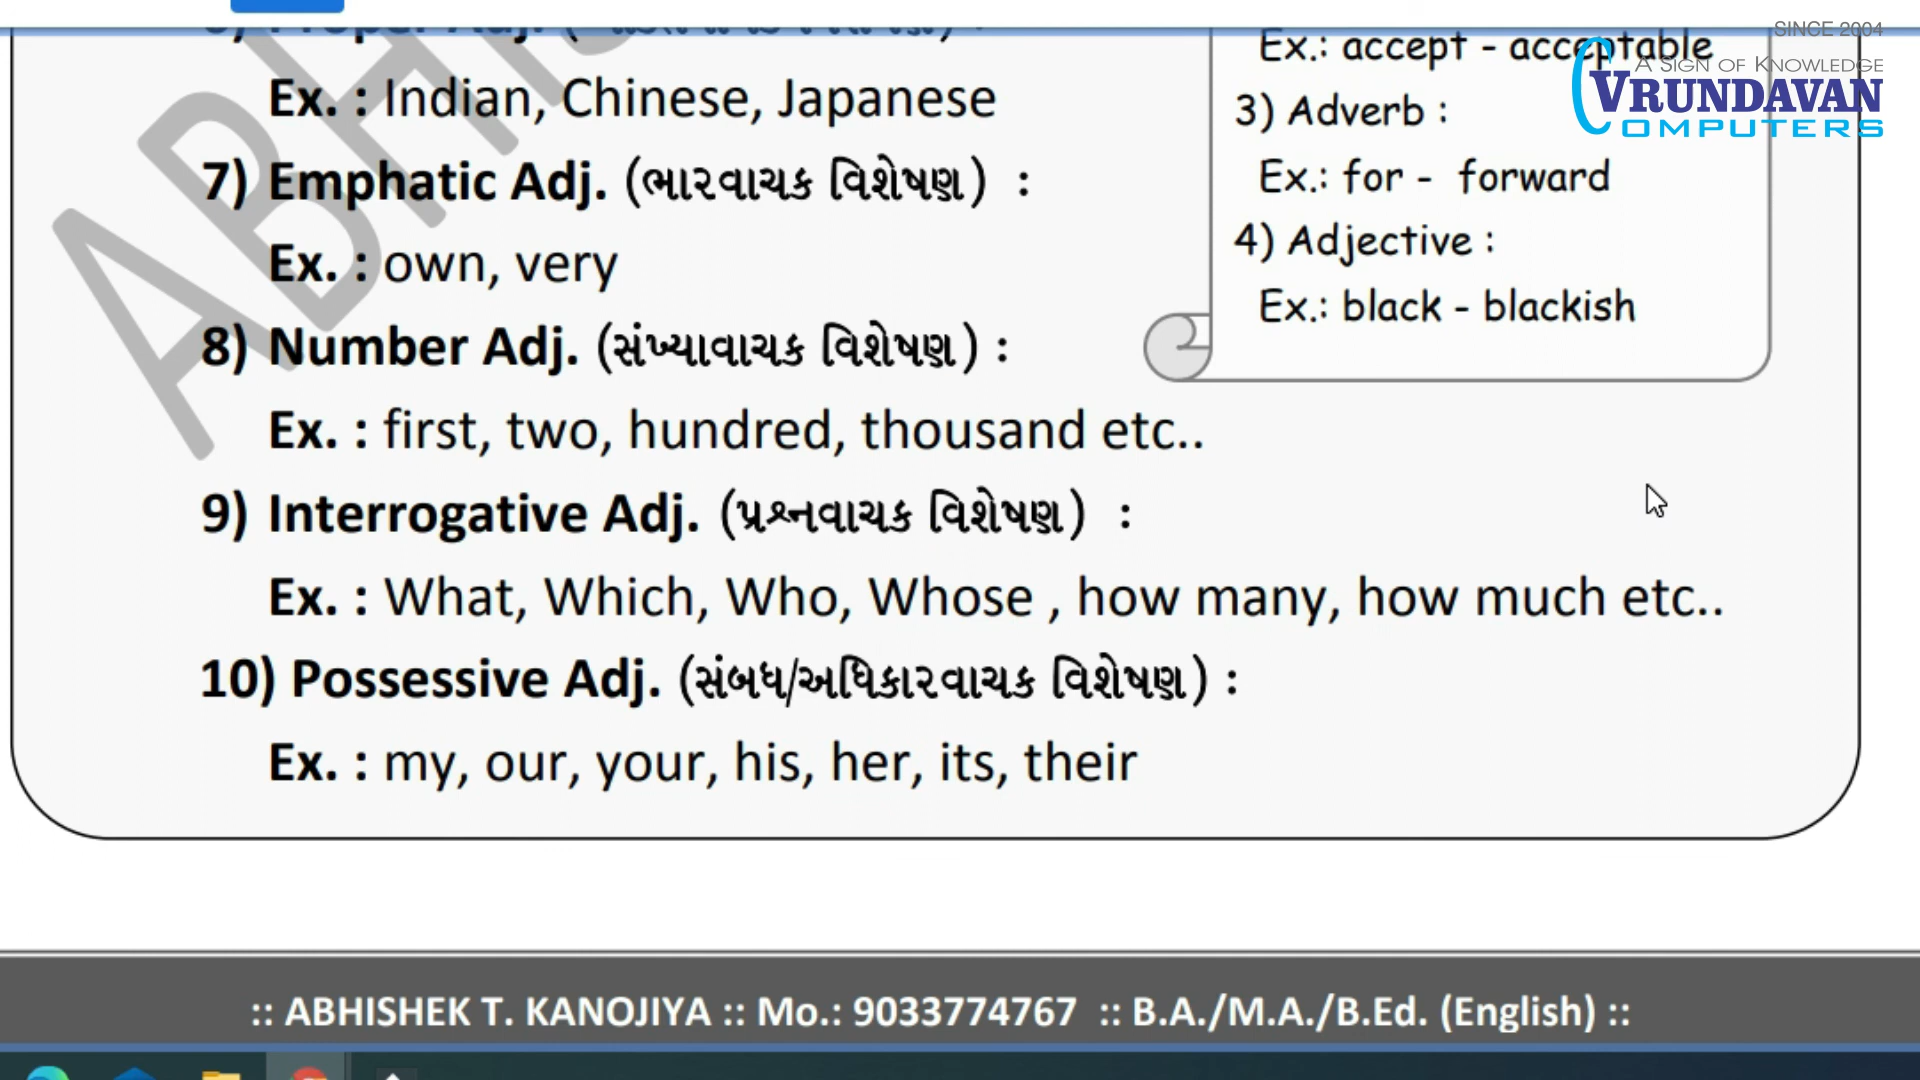 Ex. : Indian, Chinese, Japanese
7) Emphatic Adj. (ભારવાચક વિશેષણ) :
Ex. : own, very
8) Number Adj. (સંખ્યાવાચક વિશેષણ) :
Ex. : first, two, hundred, thousand etc..
9) Interrogative Adj. (પ્રશ્નવાચક વિશેષણ) :
Ex. : What, Which, Who, Whose , how many, how much etc..
10) Possessive Adj. (સંબધ/અધિકારવાચક વિશેષણ) :
Ex. : my, our, your, his, her, its, their
Ex.: accept - acceptable
3) Adverb :
Ex.: for - forward
4) Adjective :
Ex.: black - blackish
SINCE 2004
A SIGN OF KNOWLEDGE
VRUNDAVAN
COMPUTERS
:: ABHISHEK T. KANOJIYA :: Mo.: 9033774767 :: B.A./M.A./B.Ed. (English) ::